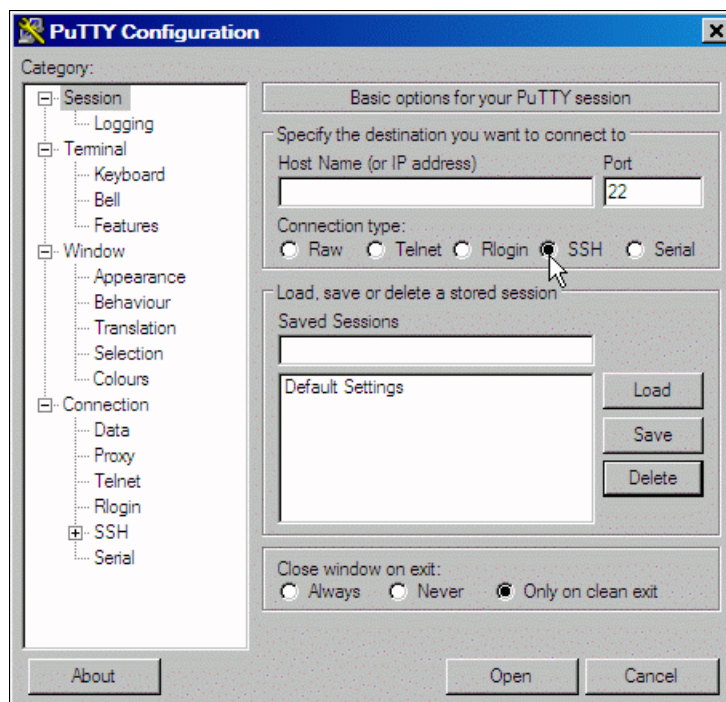 PuTTY Configuration
Category:
Session
Logging
Terminal
Keyboard
Bell
Features
Window
Appearance
Behaviour
Translation
Selection
Colours
Connection
Data
Proxy
Telnet
Rlogin
SSH
Serial
Basic options for your PuTTY session
Specify the destination you want to connect to
Host Name (or IP address) Port
22
Connection type:
Raw Telnet Rlogin SSH Serial
Load, save or delete a stored session
Saved Sessions
Default Settings
Load
Save
Delete
Close window on exit:
Always Never Only on clean exit
About Open Cancel